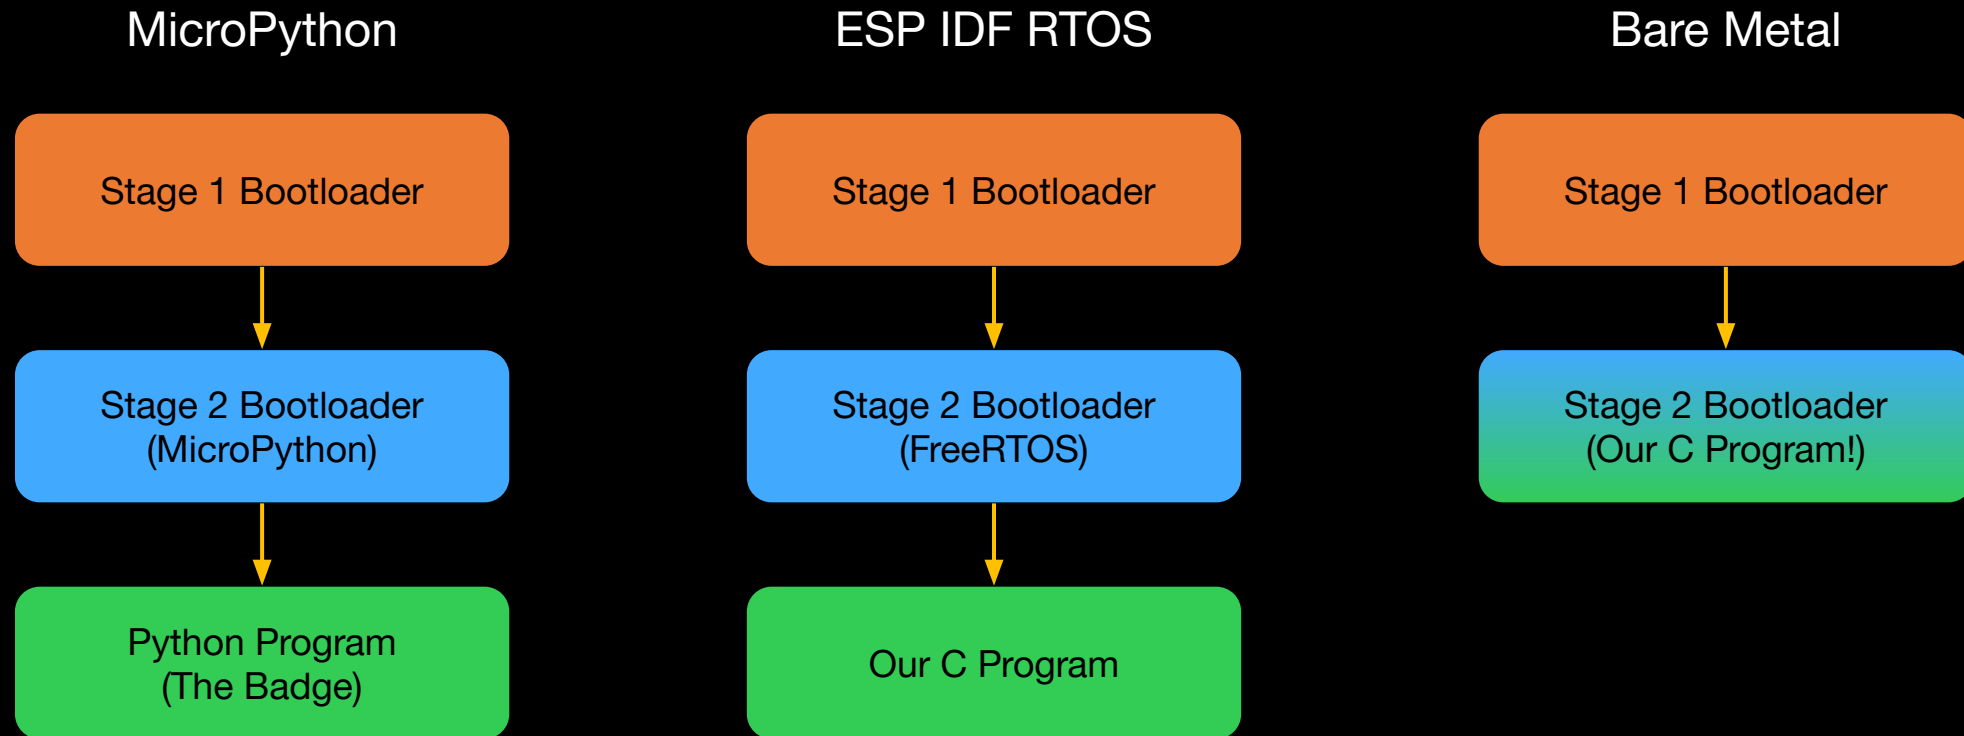 MicroPython
Stage 1 Bootloader
Stage 2 Bootloader
(MicroPython)
Python Program
(The Badge)
ESP IDF RTOS
Stage 1 Bootloader
Stage 2 Bootloader
(FreeRTOS)
Our C Program
Bare Metal
Stage 1 Bootloader
Stage 2 Bootloader
(Our C Program!)